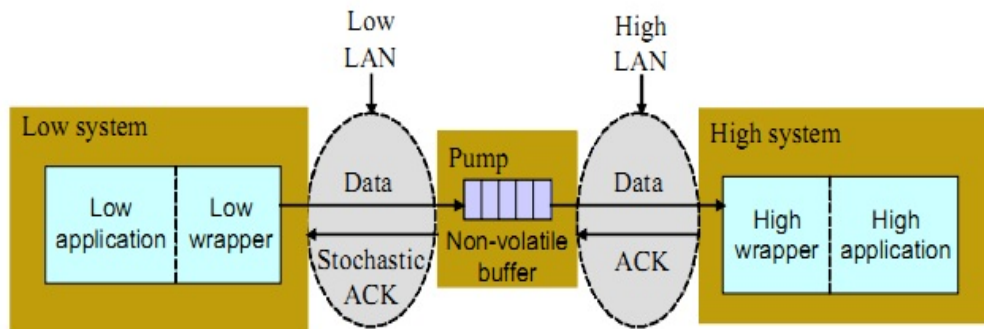 Low
LAN
High
LAN
Low system
Pump
High system
Low
application
Low
wrapper
Data
Stochastic
ACK
Non-volatile
buffer
Data
ACK
High
wrapper
High
application